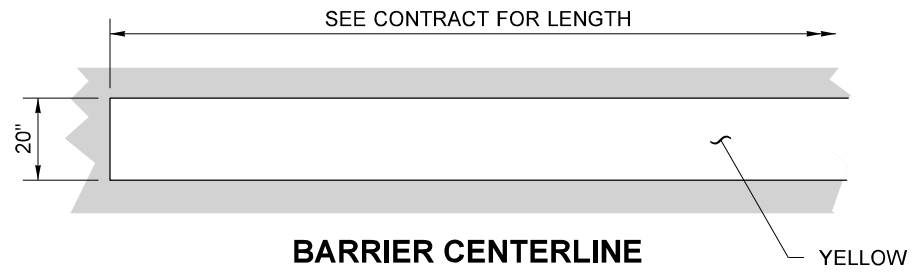 SEE CONTRACT FOR LENGTH
20"
BARRIER CENTERLINE
YELLOW